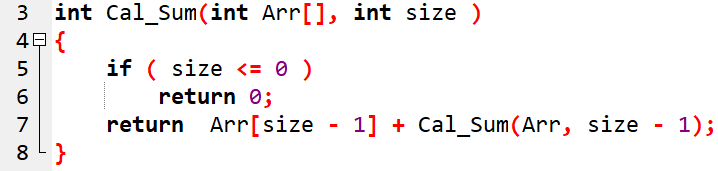 3 int Cal_Sum(int Arr[], int size )
4 {
5 if ( size <= 0 )
6 return 0;
7 return  Arr[size - 1] + Cal_Sum(Arr, size - 1);
8 }